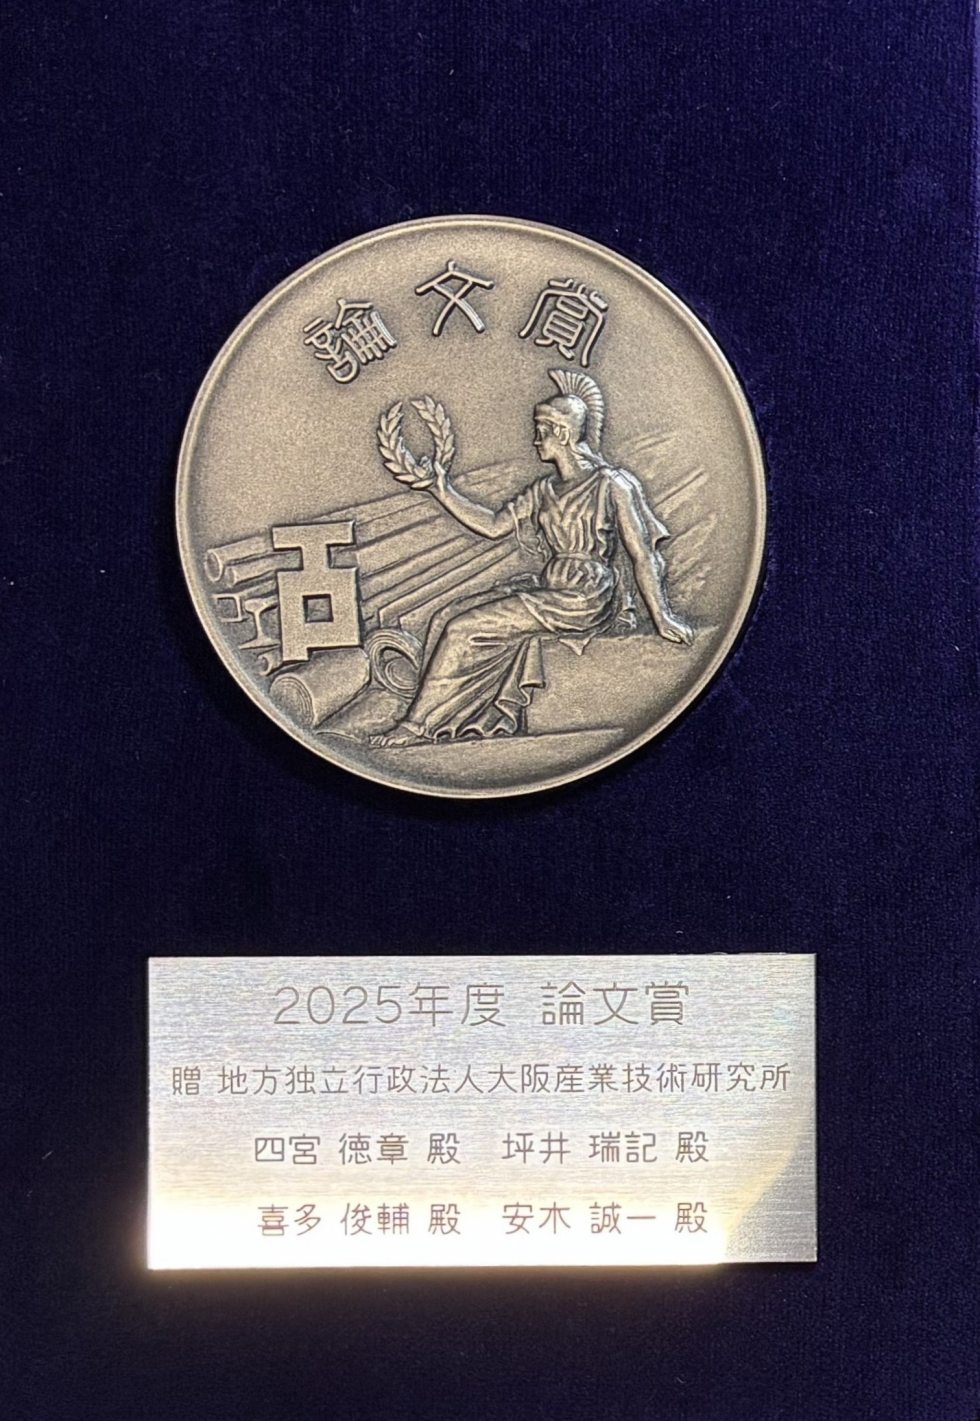 論文賞
2025年度 論文賞
贈 地方独立行政法人大阪産業技術研究所
四宮 徳章 殿 坪井 瑞記 殿
喜多 俊輔 殿 安木 誠一 殿